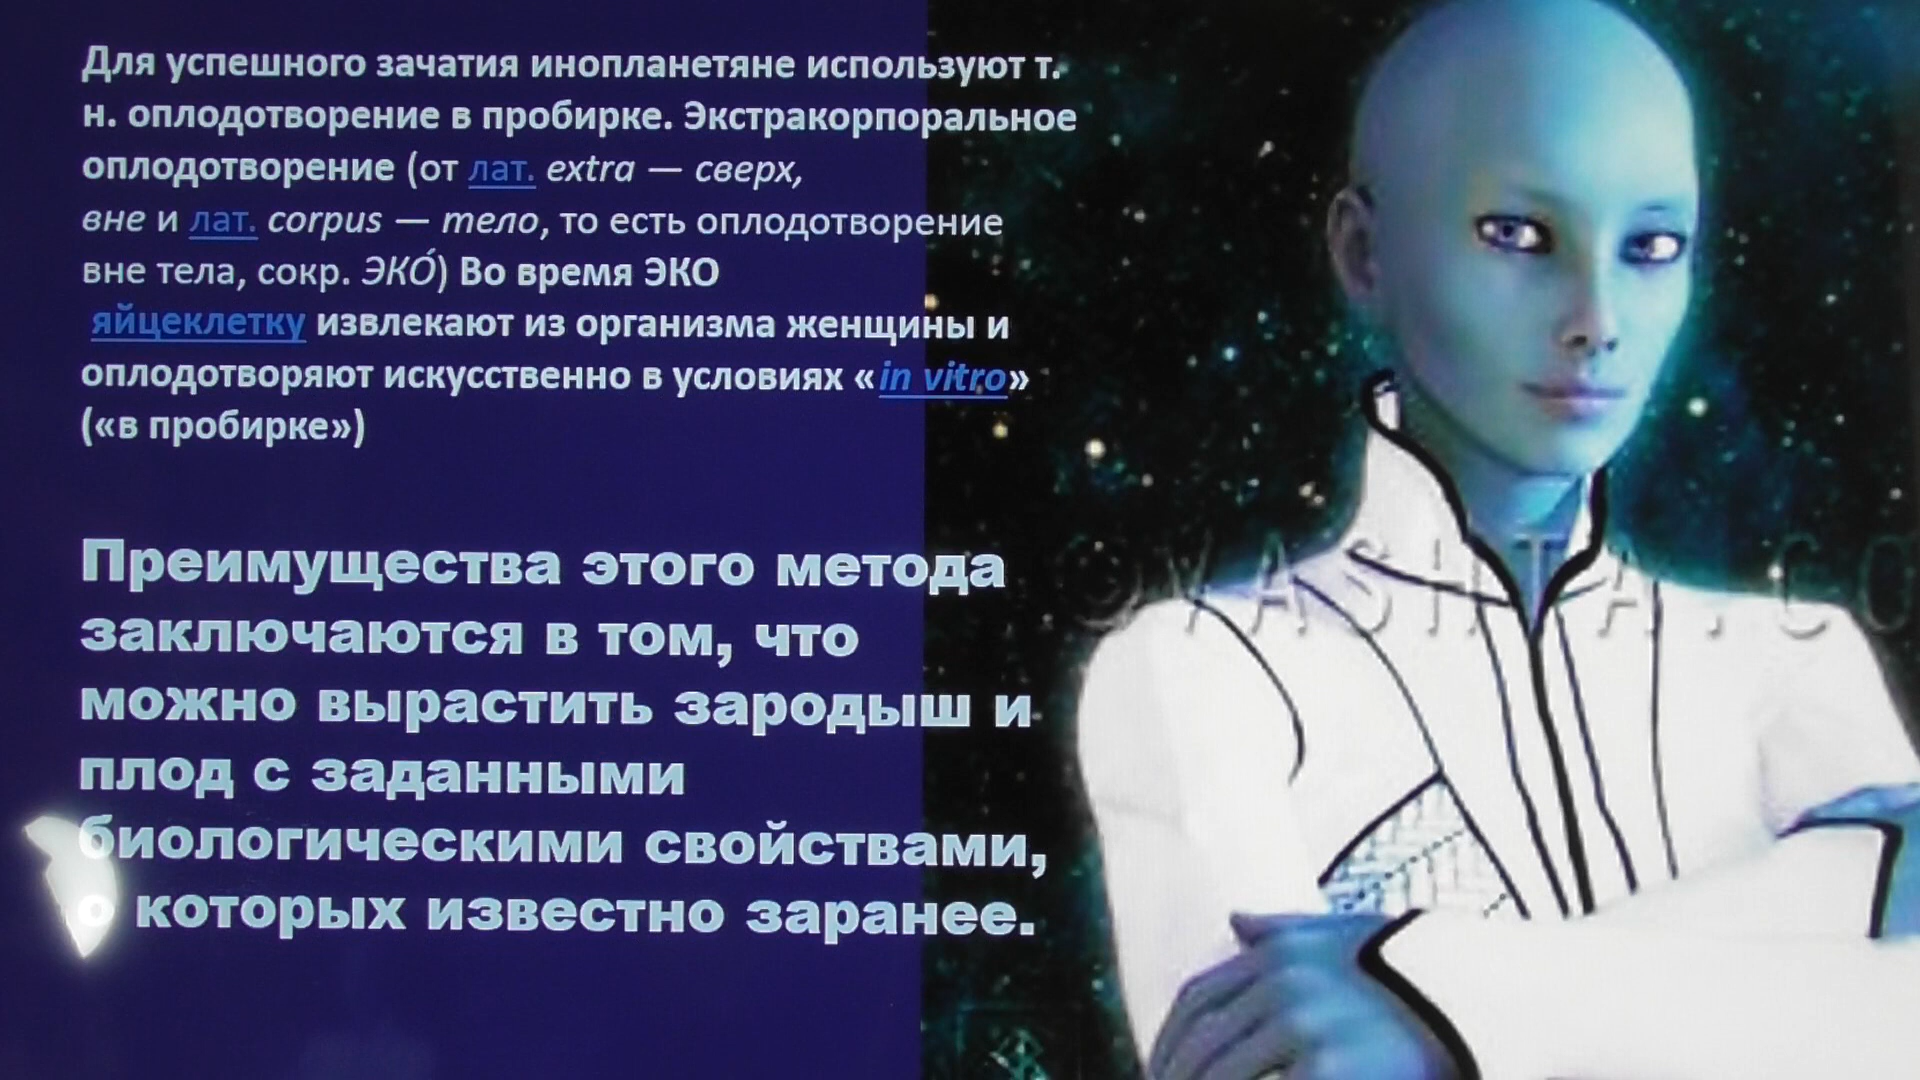 Для успешного зачатия инопланетяне используют т.
н. оплодотворение в пробирке. Экстракорпоральное
оплодотворение (от лат. extra — сверх,
вне и лат. corpus — тело, то есть оплодотворение
вне тела, сокр. ЭКО́) Во время ЭКО
яйцеклетку извлекают из организма женщины и
оплодотворяют искусственно в условиях «in vitro»
(«в пробирке»)
Преимущества этого метода
заключаются в том, что
можно вырастить зародыш и
плод с заданными
биологическими свойствами,
о которых известно заранее.